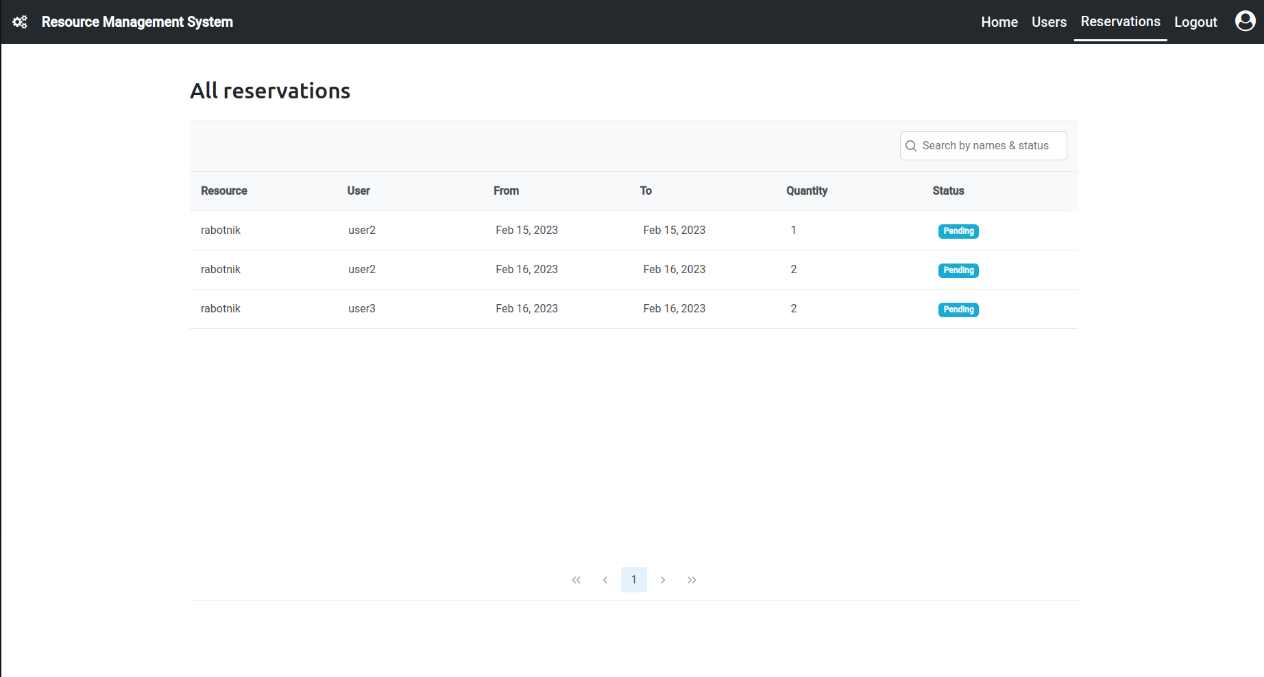 Resource Management System Home Users Reservations Logout
All reservations
Search by names & status
Resource User From To Quantity Status
rabotnik user2 Feb 15, 2023 Feb 15, 2023 1 Pending
rabotnik user2 Feb 16, 2023 Feb 16, 2023 2 Pending
rabotnik user3 Feb 16, 2023 Feb 16, 2023 2 Pending
1